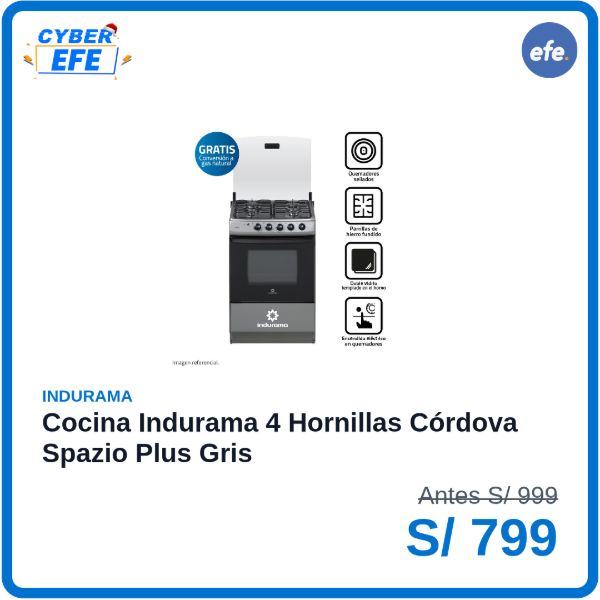 CYBER
EFE
efe.
GRATIS
Conversión a
gas natural
Quemadores
sellados
Parrillas de
hierro fundido
Doble vidrio
templado en el horno
Encendido eléctrico
en quemadores
indurama
Imagen referencial.
INDURAMA
Cocina Indurama 4 Hornillas Córdova
Spazio Plus Gris
Antes S/ 999
S/ 799